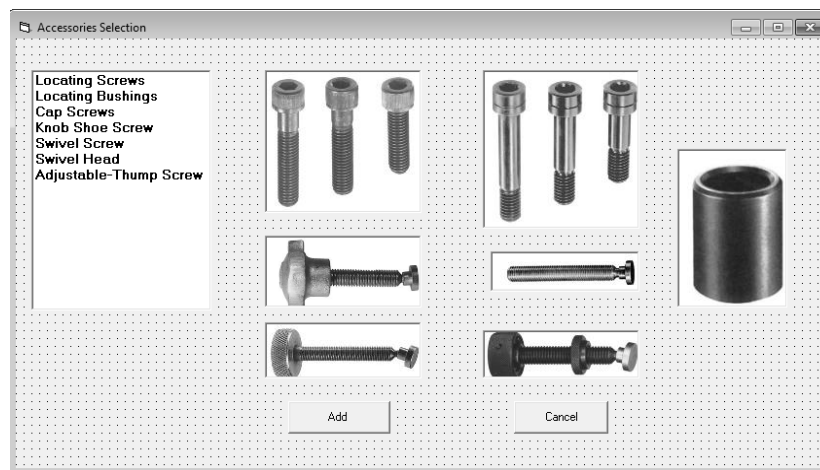 Accessories Selection
Locating Screws
Locating Bushings
Cap Screws
Knob Shoe Screw
Swivel Screw
Swivel Head
Adjustable-Thump Screw
Add
Cancel